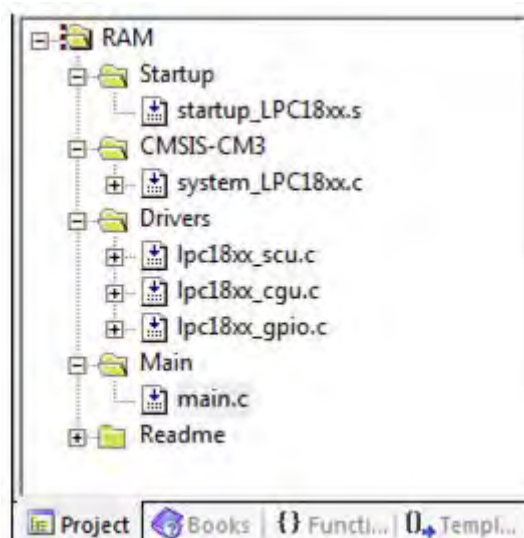 RAM
Startup
startup_LPC18xx.s
CMSIS-CM3
system_LPC18xx.c
Drivers
lpc18xx_scu.c
lpc18xx_cgu.c
lpc18xx_gpio.c
Main
main.c
Readme
Project Books {} Functi... Templ...